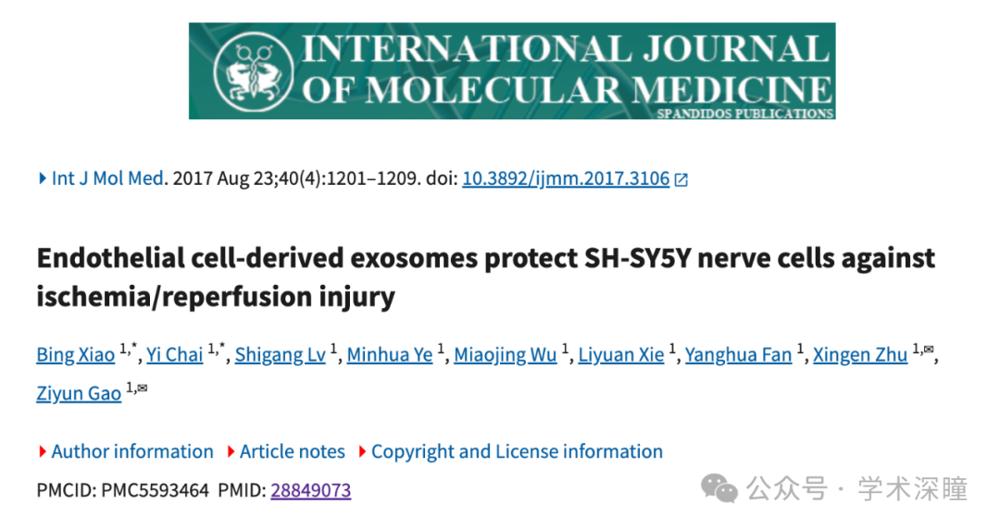 INTERNATIONAL JOURNAL
OF MOLECULAR MEDICINE
SPANDIDOS PUBLICATIONS
Int J Mol Med. 2017 Aug 23;40(4):1201–1209. doi: 10.3892/ijmm.2017.3106
Endothelial cell-derived exosomes protect SH-SY5Y nerve cells against
ischemia/reperfusion injury
Bing Xiao 1,*, Yi Chai 1,*, Shigang Lv 1, Minhua Ye 1, Miaojing Wu 1, Liyuan Xie 1, Yanghua Fan 1, Xingen Zhu 1,✉,
Ziyun Gao 1,✉
Author information Article notes Copyright and License information
PMCID: PMC5593464 PMID: 28849073
公众号 · 学术深瞳